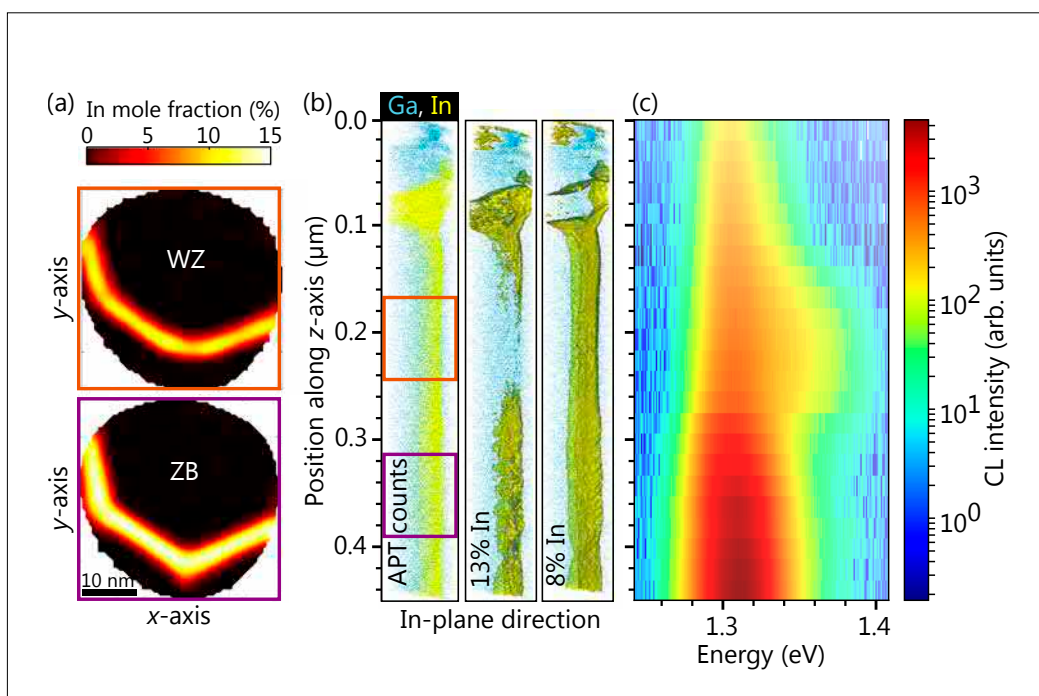 (a)
In mole fraction (%)
0 5 10 15
WZ
y-axis
ZB
y-axis
10 nm
x-axis
(b)
Ga, In
0.0
0.1
0.2
0.3
0.4
Position along z-axis (µm)
APT counts
13% In
8% In
In-plane direction
(c)
1.3 1.4
Energy (eV)
10³
10²
10¹
10⁰
CL intensity (arb. units)